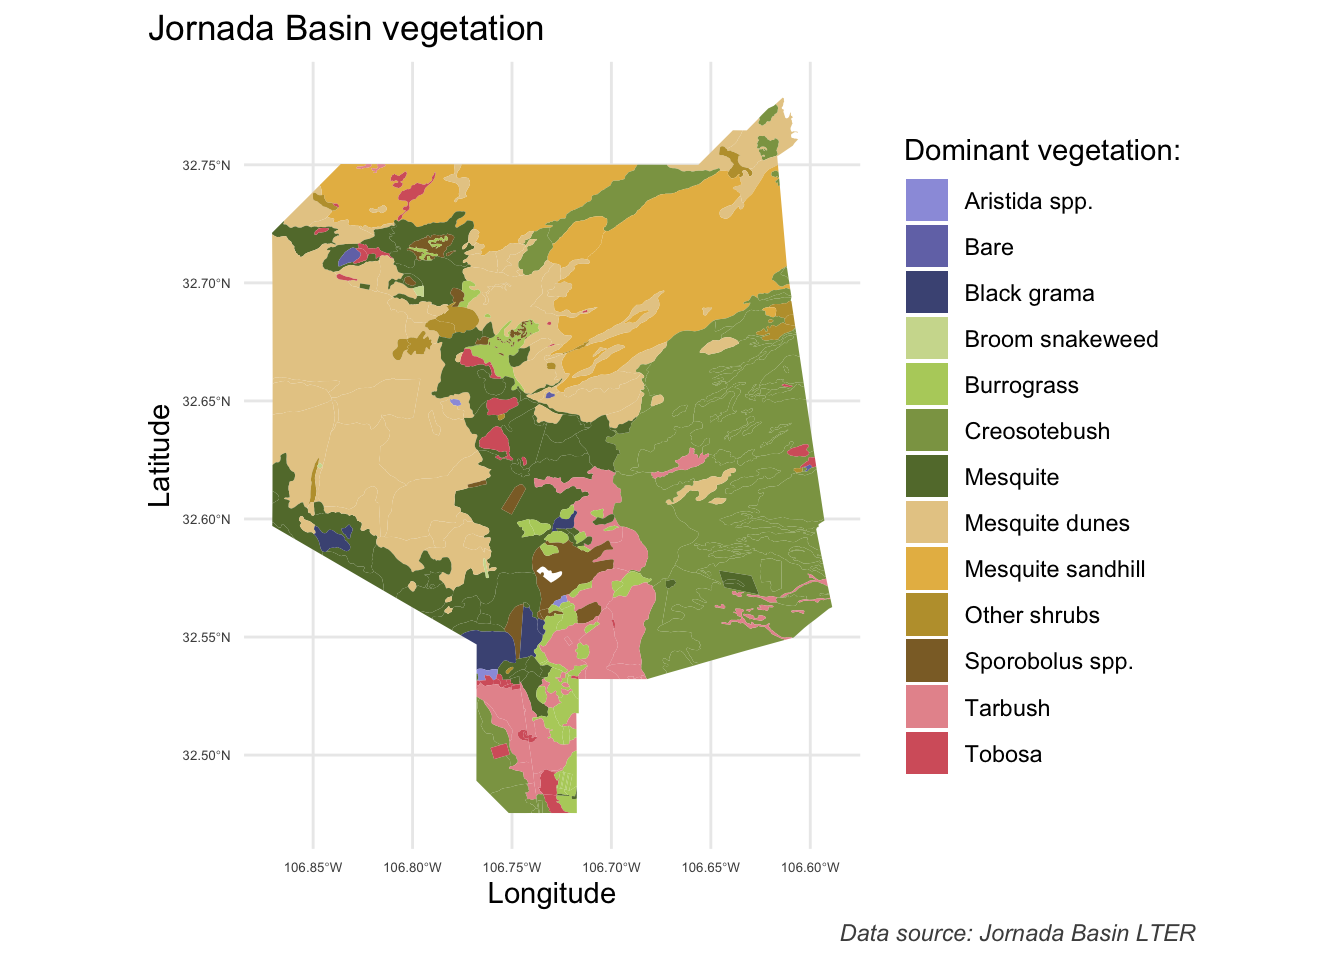 Jornada Basin vegetation
32.75°N
32.70°N
32.65°N
32.60°N
32.55°N
32.50°N
Latitude
106.85°W
106.80°W
106.75°W
106.70°W
106.65°W
106.60°W
Longitude
Dominant vegetation:
Aristida spp.
Bare
Black grama
Broom snakeweed
Burrograss
Creosotebush
Mesquite
Mesquite dunes
Mesquite sandhill
Other shrubs
Sporobolus spp.
Tarbush
Tobosa
Data source: Jornada Basin LTER